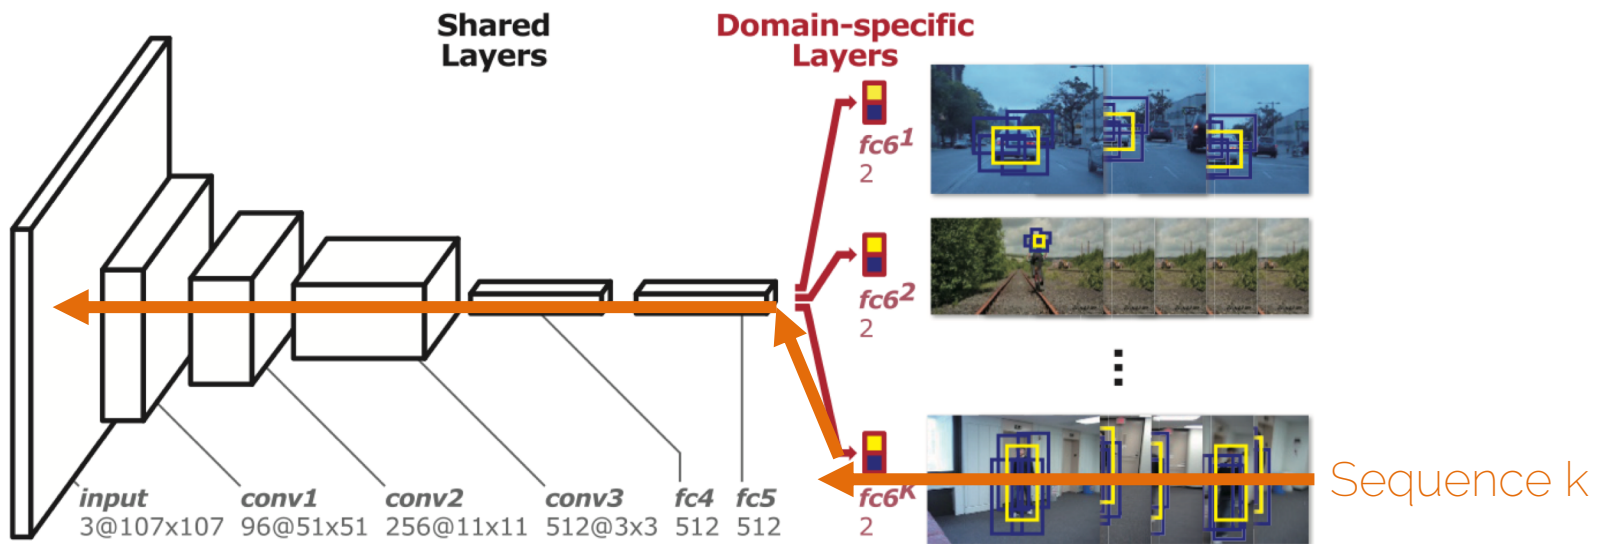 Shared
Layers
Domain-specific
Layers
fc6¹
2
fc6²
2
fc6ᴷ
2
Sequence k
input
3@107x107
conv1
96@51x51
conv2
256@11x11
conv3
512@3x3
fc4
512
fc5
512